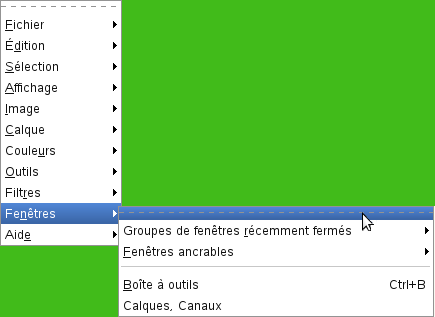 Fichier
Édition
Sélection
Affichage
Image
Calque
Couleurs
Outils
Filtres
Fenêtres
Aide
Groupes de fenêtres récemment fermés
Fenêtres ancrables
Boîte à outils Ctrl+B
Calques, Canaux